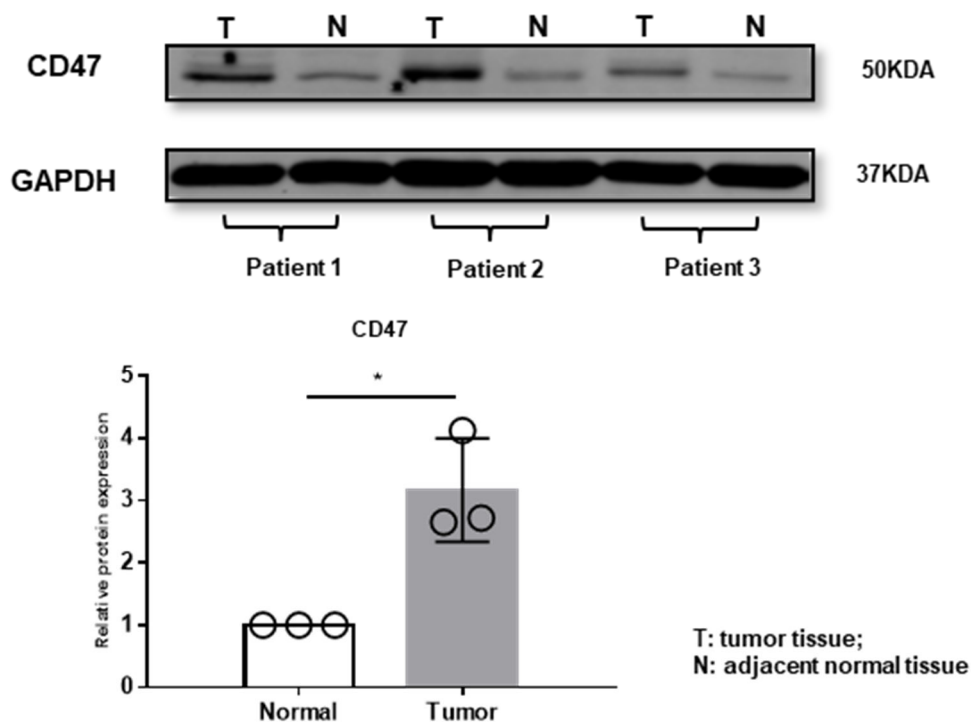 T N T N T N
CD47 50KDA
GAPDH 37KDA
Patient 1 Patient 2 Patient 3
CD47
*
Relative protein expression
5
4
3
2
1
0
Normal Tumor
T: tumor tissue;
N: adjacent normal tissue